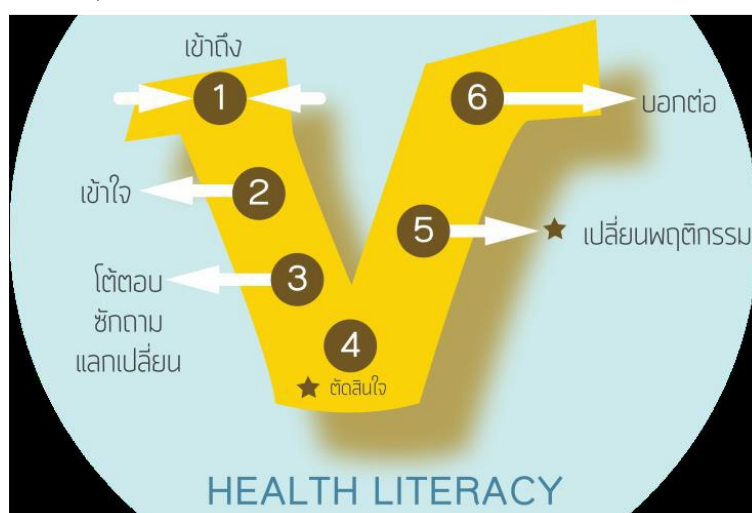 เข้าถึง
1
2
เข้าใจ
3
โต้ตอบ
ซักถาม
แลกเปลี่ยน
4
ตัดสินใจ
5
เปลี่ยนพฤติกรรม
6
บอกต่อ
HEALTH LITERACY